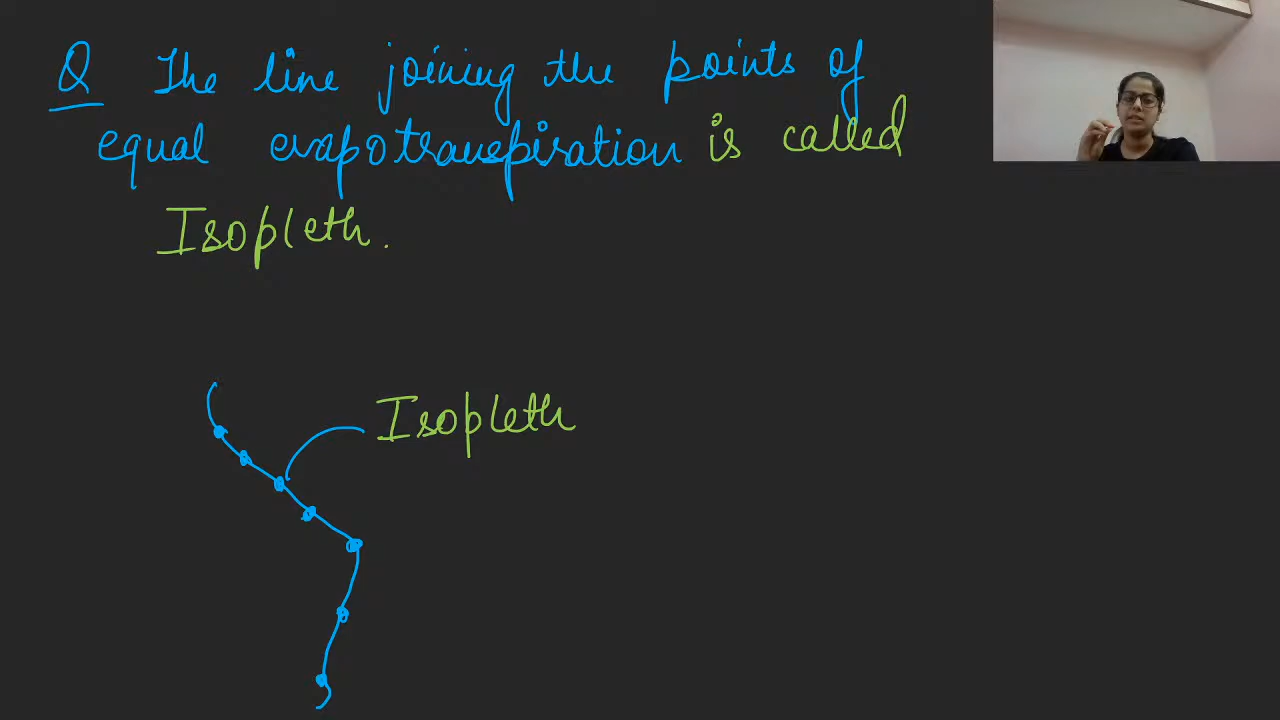 Q The line joining the points of
equal evapotranspiration is called
Isopleth.
Isopleth